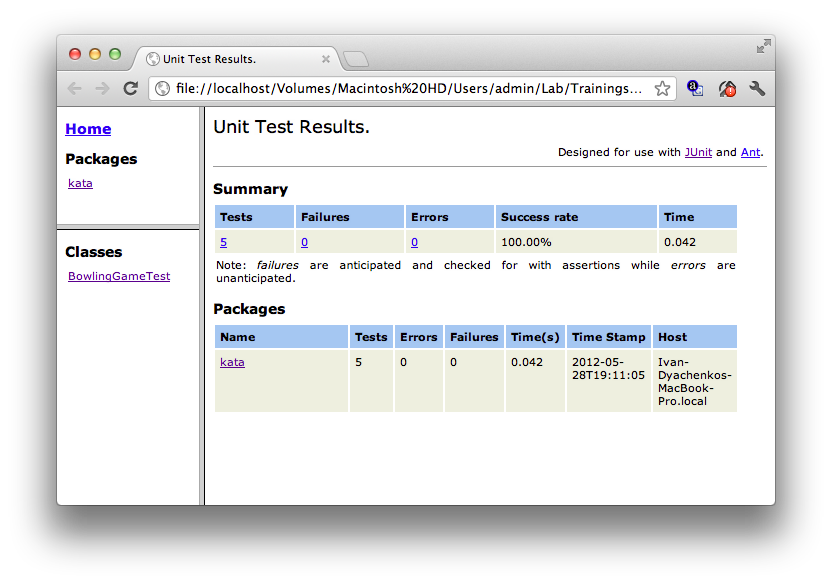 Unit Test Results.
file://localhost/Volumes/Macintosh%20HD/Users/admin/Lab/Trainings...
Home
Packages
kata
Classes
BowlingGameTest
Unit Test Results.
Designed for use with JUnit and Ant.
Summary
Tests Failures Errors Success rate Time
5 0 0 100.00% 0.042
Note: failures are anticipated and checked for with assertions while errors are
unanticipated.
Packages
Name Tests Errors Failures Time(s) Time Stamp Host
kata 5 0 0 0.042 2012-05- Ivan-
28T19:11:05 Dyachenkos-
MacBook-
Pro.local